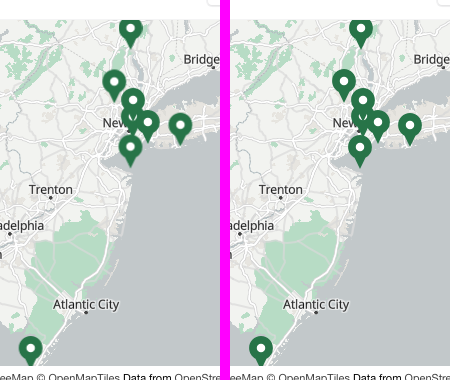 Bridge
New
Trenton
adelphia
Atlantic City
eeMap © OpenMapTiles Data from OpenStre
Bridge
New
Trenton
adelphia
Atlantic City
eeMap © OpenMapTiles Data from OpenStre